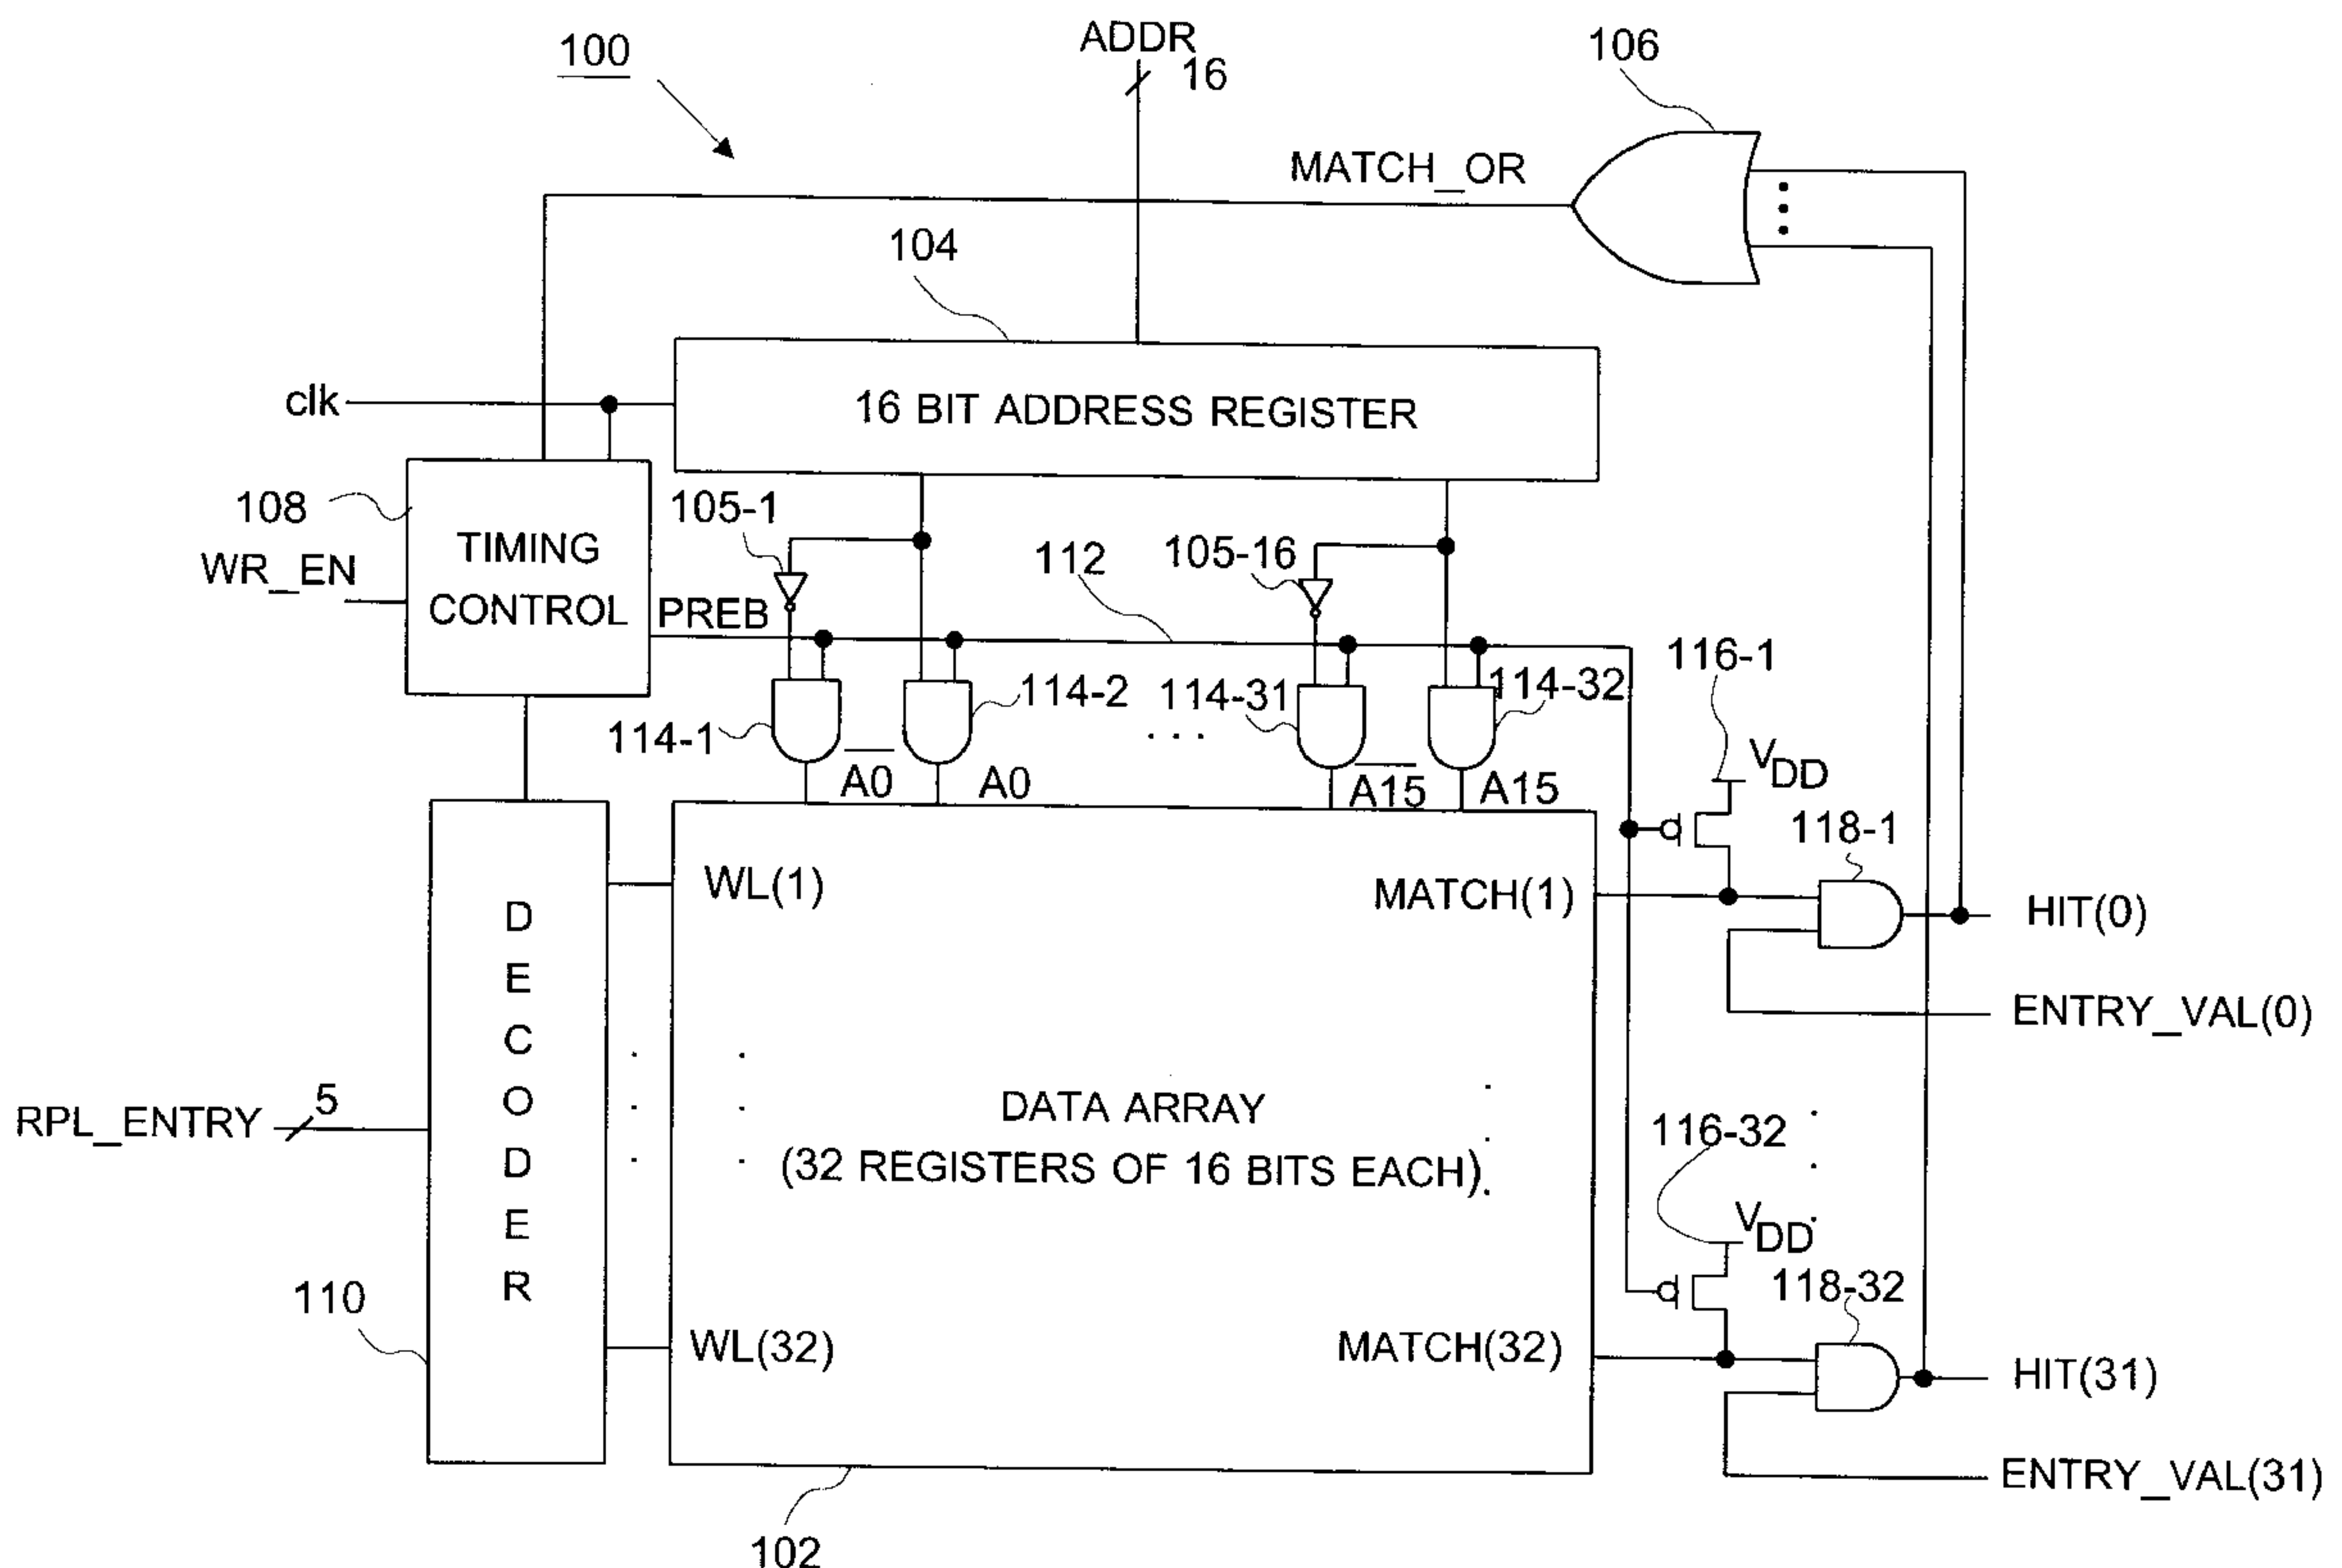 100
ADDR
16
106
MATCH_OR
104
clk
16 BIT ADDRESS REGISTER
108
TIMING
CONTROL
WR_EN
105-1
105-16
112
PREB
114-1
114-2
. . .
114-31
114-32
116-1
VDD
A0
A0
A15
A15
118-1
WL(1)
MATCH(1)
HIT(0)
ENTRY_VAL(0)
D
E
C
O
D
E
R
RPL_ENTRY
5
DATA ARRAY
(32 REGISTERS OF 16 BITS EACH)
116-32
VDD
118-32
110
WL(32)
MATCH(32)
HIT(31)
ENTRY_VAL(31)
102